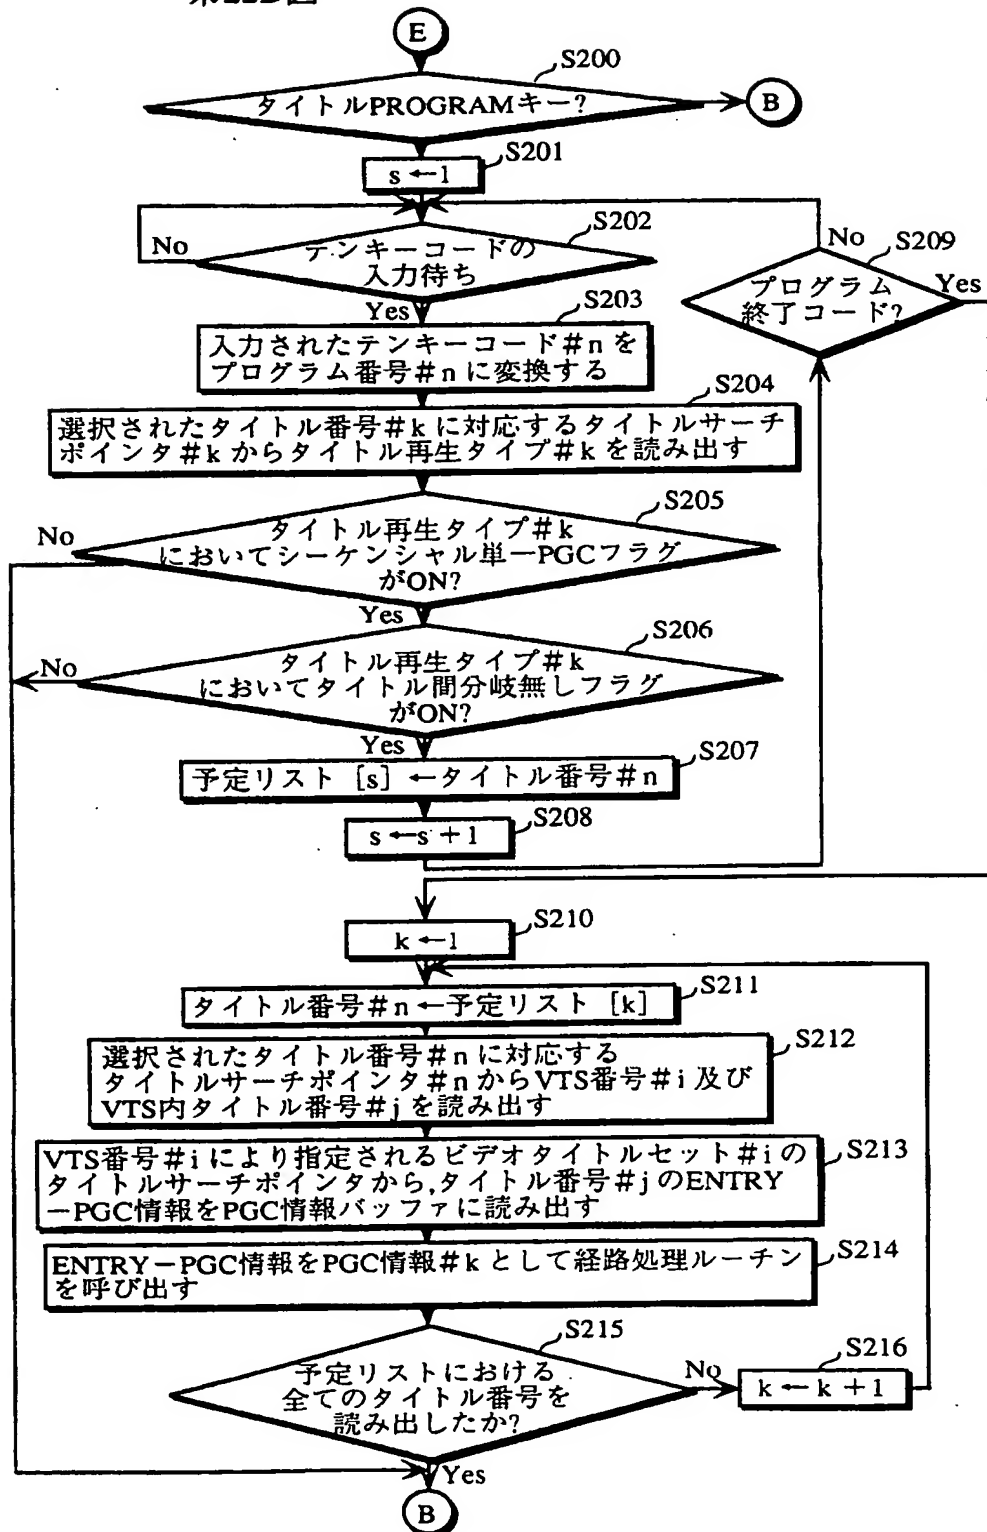 E
S200
タイトルPROGRAMキー?
B
S201
s←1
S202
No
テンキーコードの
入力待ち
Yes
No
S209
プログラム
終了コード?
Yes
S203
入力されたテンキーコード#nを
プログラム番号#nに変換する
S204
選択されたタイトル番号#kに対応するタイトルサーチ
ポインタ#kからタイトル再生タイプ#kを読み出す
S205
No
タイトル再生タイプ#k
においてシーケンシャル単一PGCフラグ
がON?
Yes
S206
No
タイトル再生タイプ#k
においてタイトル間分岐無しフラグ
がON?
Yes
S207
予定リスト [s] ←タイトル番号#n
S208
s←s+1
S210
k←1
S211
タイトル番号#n←予定リスト [k]
S212
選択されたタイトル番号#nに対応する
タイトルサーチポインタ#nからVTS番号#i及び
VTS内タイトル番号#jを読み出す
S213
VTS番号#iにより指定されるビデオタイトルセット#iの
タイトルサーチポインタから,タイトル番号#jのENTRY
-PGC情報をPGC情報バッファに読み出す
S214
ENTRY-PGC情報をPGC情報#kとして経路処理ルーチン
を呼び出す
S215
予定リストにおける
全てのタイトル番号を
読み出したか?
No
S216
k←k+1
Yes
B